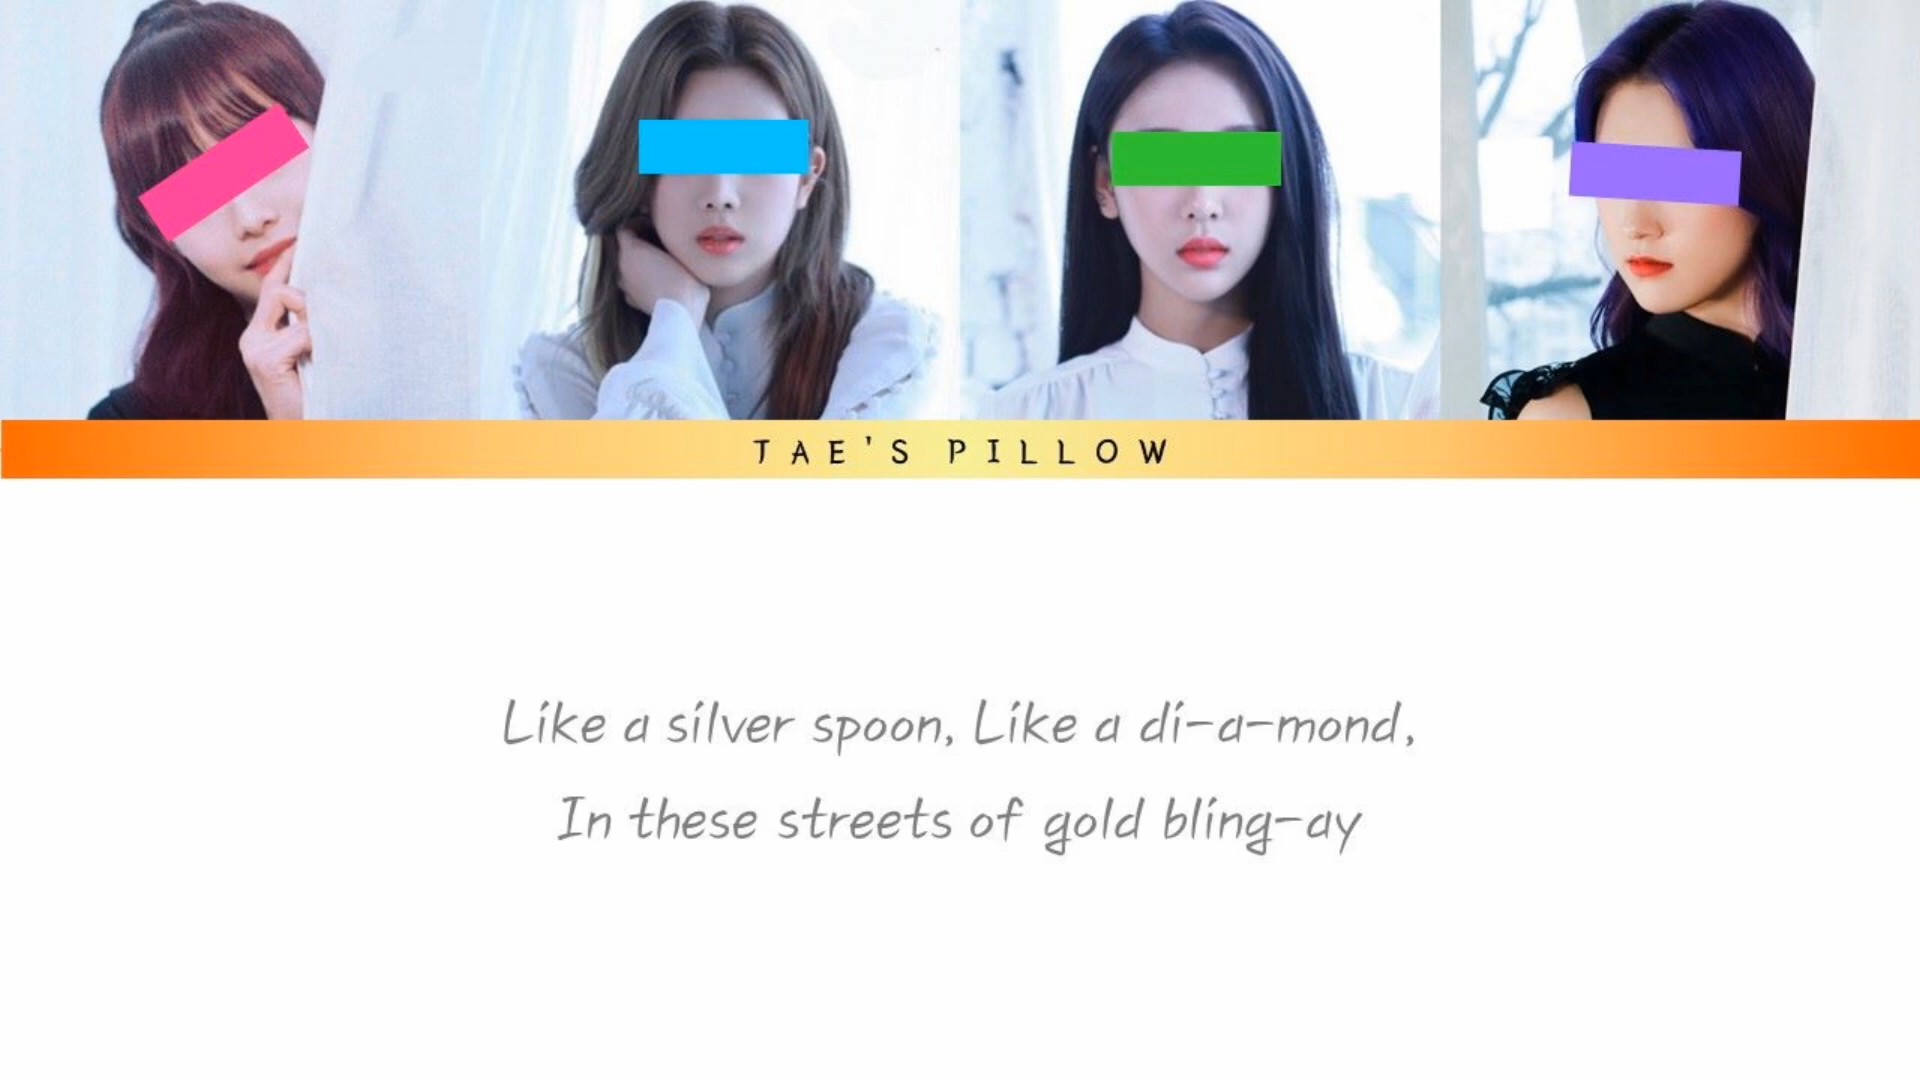 TAE'S PILLOW
Like a silver spoon, Like a di-a-mond,
In these streets of gold bling-ay